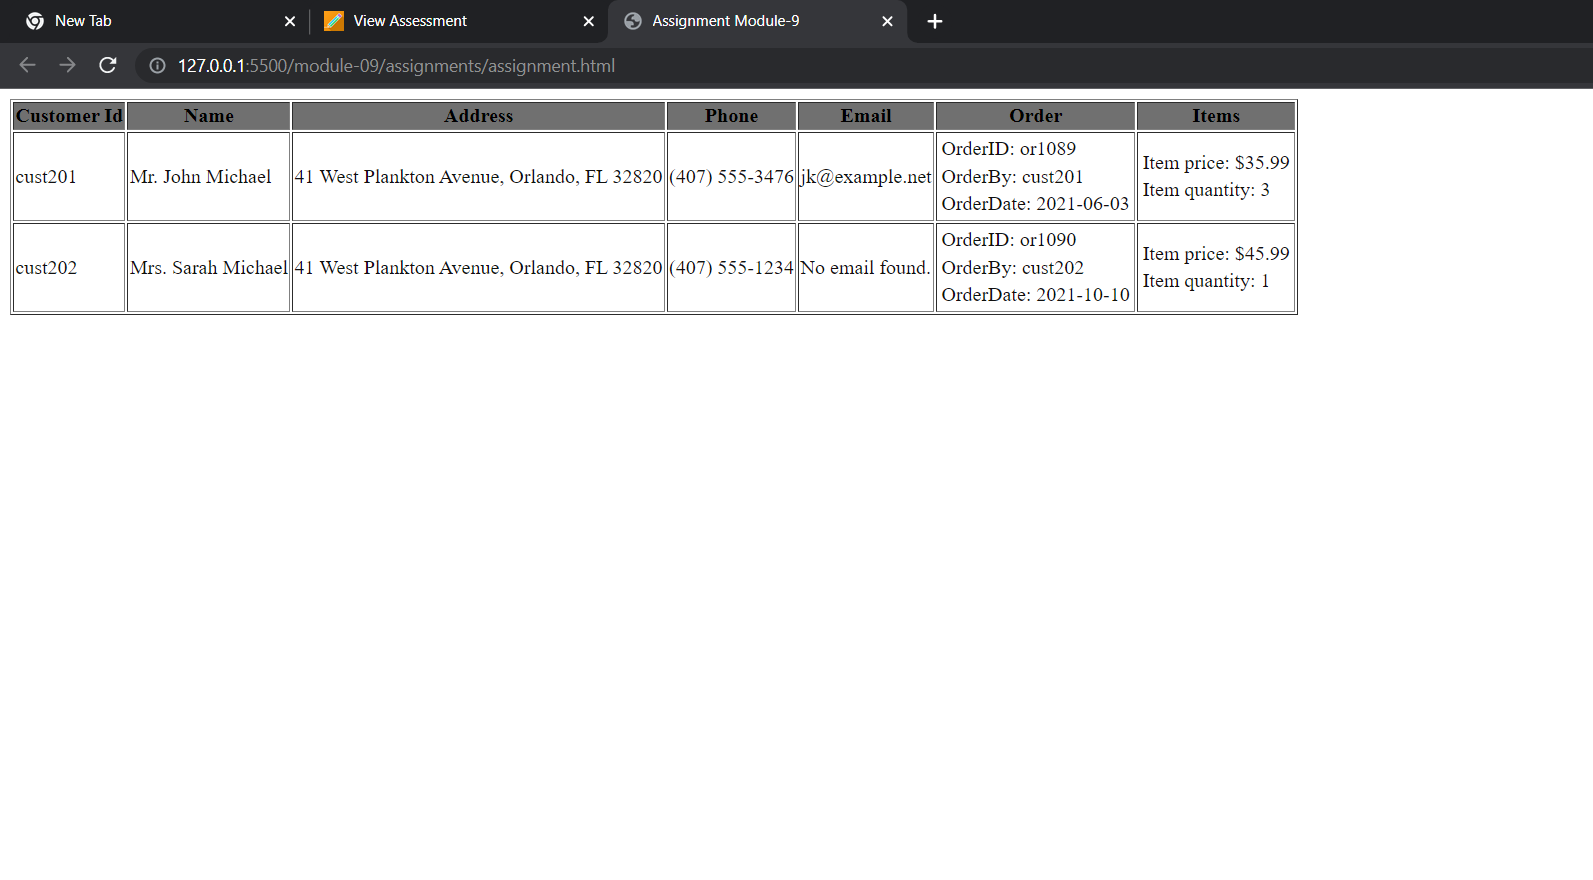 New Tab
View Assessment
Assignment Module-9
127.0.0.1:5500/module-09/assignments/assignment.html
Customer Id Name Address Phone Email Order Items
cust201 Mr. John Michael 41 West Plankton Avenue, Orlando, FL 32820 (407) 555-3476 jk@example.net
OrderID: or1089
OrderBy: cust201
OrderDate: 2021-06-03
Item price: $35.99
Item quantity: 3
cust202 Mrs. Sarah Michael 41 West Plankton Avenue, Orlando, FL 32820 (407) 555-1234 No email found.
OrderID: or1090
OrderBy: cust202
OrderDate: 2021-10-10
Item price: $45.99
Item quantity: 1